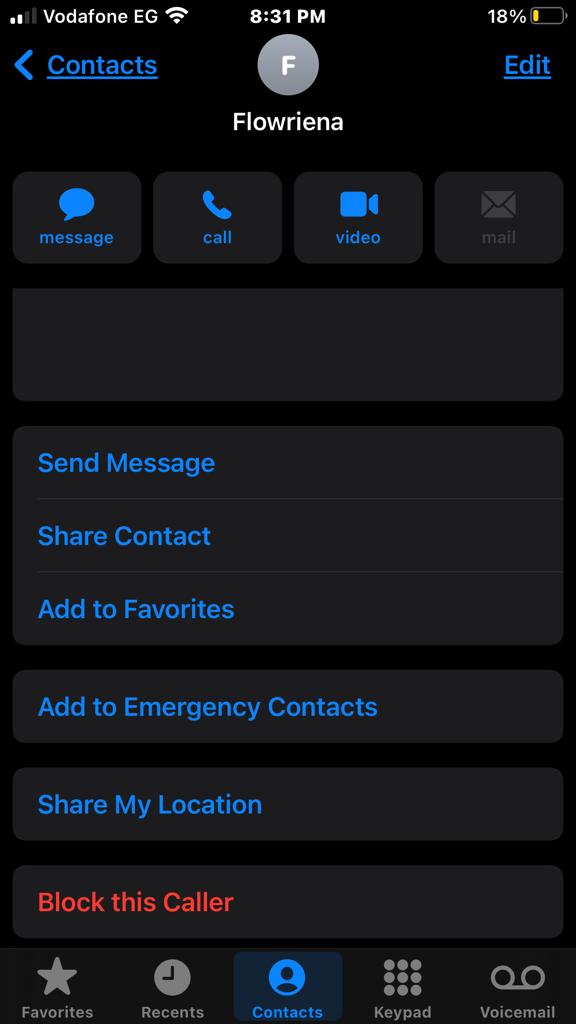 Vodafone EG 8:31 PM 18%
Contacts F Edit
Flowriena
message call video mail
Send Message
Share Contact
Add to Favorites
Add to Emergency Contacts
Share My Location
Block this Caller
Favorites Recents Contacts Keypad Voicemail